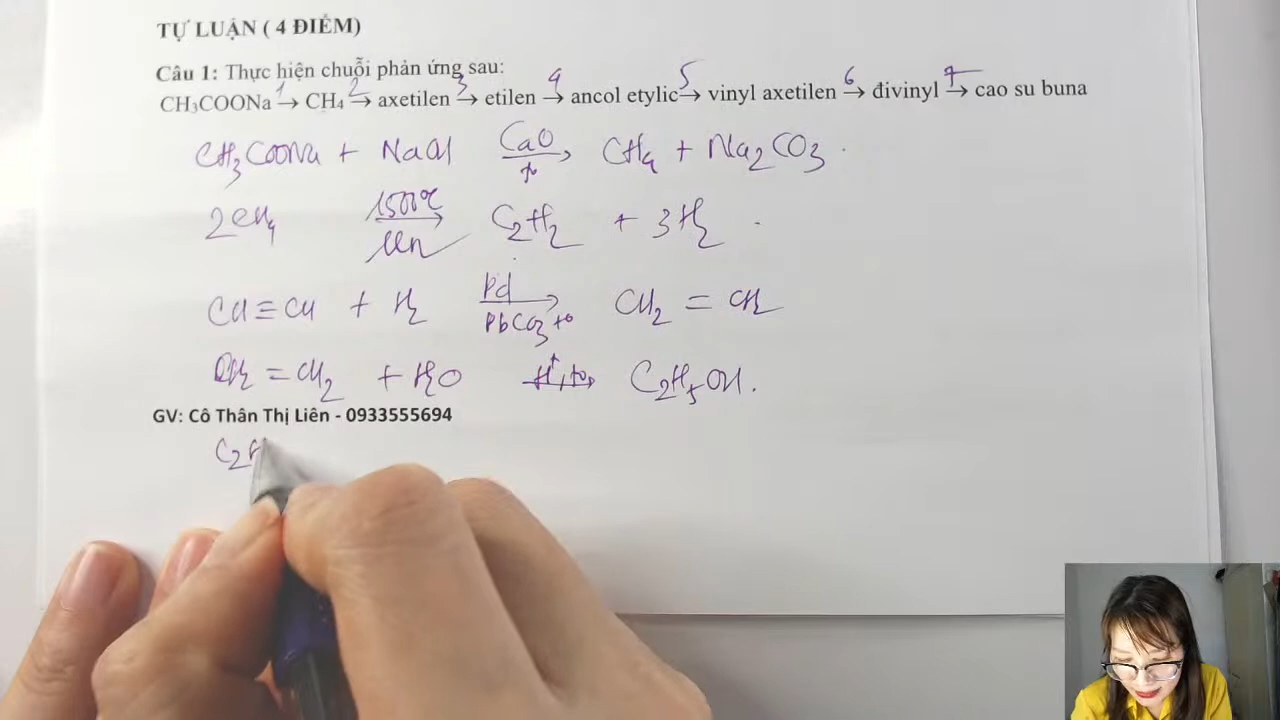 TỰ LUẬN ( 4 ĐIỂM)
Câu 1: Thực hiện chuỗi phản ứng sau:
1 2 3 4 5 6 7
CH₃COONa → CH₄ → axetilen → etilen → ancol etylic → vinyl axetilen → đivinyl → cao su buna
CH₃COONa + NaOH CaO → t° CH₄ + Na₂CO₃.
2CH₄ 1500°C → lln C₂H₂ + 3H₂.
CH≡CH + H₂ Pd → PbCO₃ t° CH₂ = CH₂
CH₂ = CH₂ + H₂O H⁺, t° → C₂H₅OH.
GV: Cô Thân Thị Liên - 0933555694
C₂H